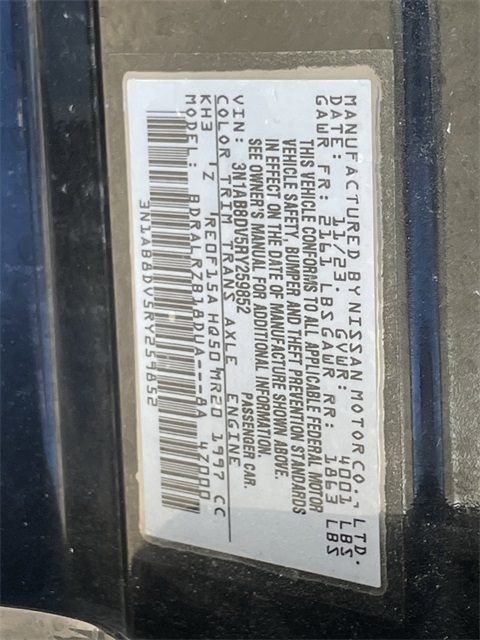 MANUFACTURED BY NISSAN MOTOR CO., LTD.
DATE: 11/23. GVWR: 4001 LBS
GAWR FR: 2161 LBS GAWR RR: 1863 LBS
THIS VEHICLE CONFORMS TO ALL APPLICABLE FEDERAL MOTOR
VEHICLE SAFETY, BUMPER AND THEFT PREVENTION STANDARDS
IN EFFECT ON THE DATE OF MANUFACTURE SHOWN ABOVE.
SEE OWNER'S MANUAL FOR ADDITIONAL INFORMATION.
VIN: 3N1AB8DV5RY259852 PASSENGER CAR.
COLOR TRIM TRANS AXLE ENGINE
KH3 Z RE0F15A HQ50 MR20 1997 CC
MODEL: BDRALRZB18DUA---BA 47000
3N1AB8DV5RY259852